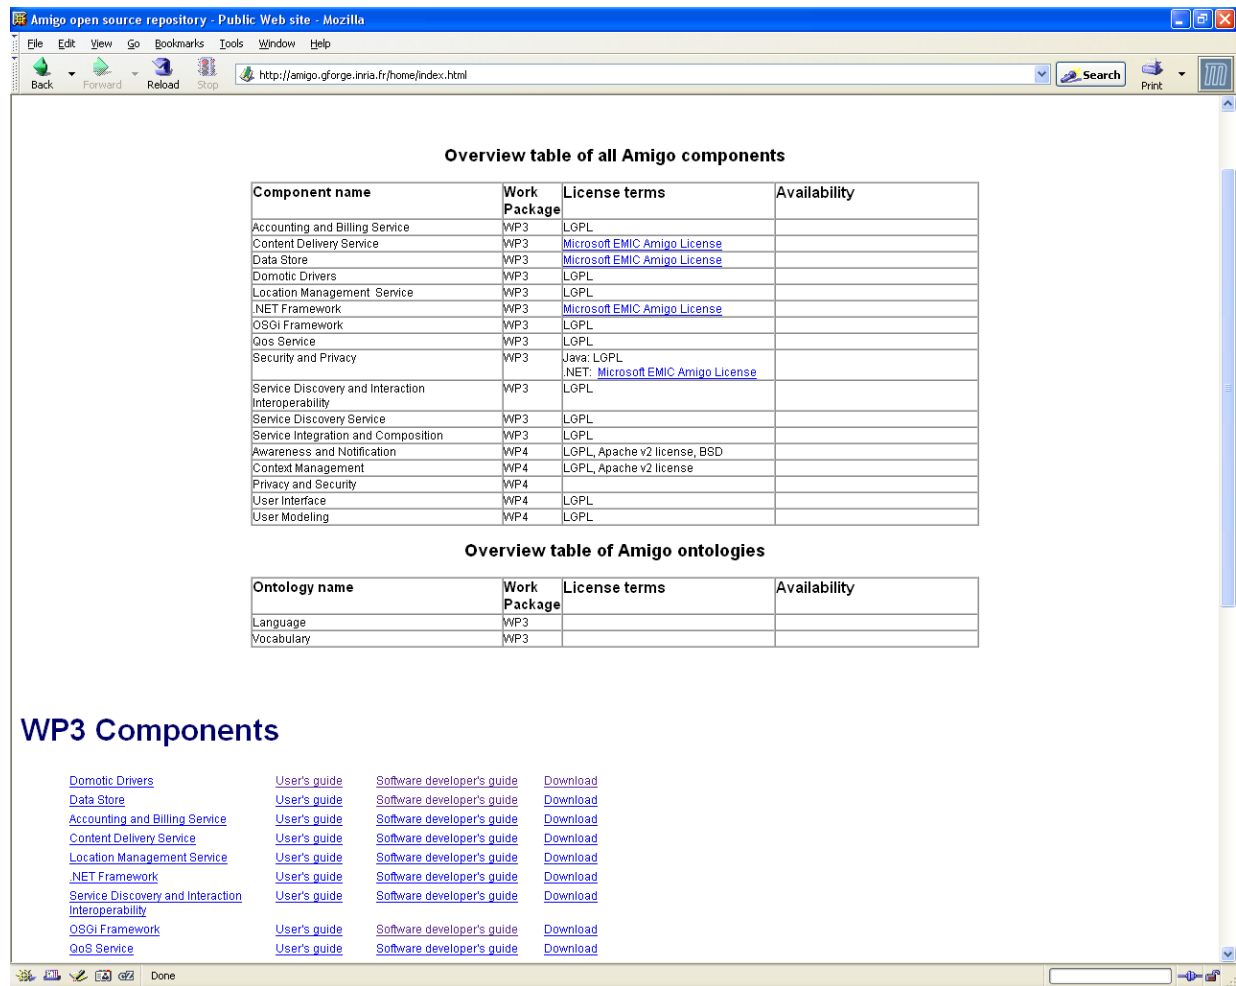 Amigo open source repository - Public Web site - Mozilla
File Edit View Go Bookmarks Tools Window Help
Back Forward Reload Stop http://amigo.gforge.inria.fr/home/index.html Search Print
Overview table of all Amigo components
Component name Work Package License terms Availability
Accounting and Billing Service WP3 LGPL
Content Delivery Service WP3 Microsoft EMIC Amigo License
Data Store WP3 Microsoft EMIC Amigo License
Domotic Drivers WP3 LGPL
Location Management Service WP3 LGPL
.NET Framework WP3 Microsoft EMIC Amigo License
OSGi Framework WP3 LGPL
Qos Service WP3 LGPL
Security and Privacy WP3 Java: LGPL
.NET: Microsoft EMIC Amigo License
Service Discovery and Interaction WP3 LGPL
Interoperability
Service Discovery Service WP3 LGPL
Service Integration and Composition WP3 LGPL
Awareness and Notification WP4 LGPL, Apache v2 license, BSD
Context Management WP4 LGPL, Apache v2 license
Privacy and Security WP4
User Interface WP4 LGPL
User Modeling WP4 LGPL
Overview table of Amigo ontologies
Ontology name Work Package License terms Availability
Language WP3
Vocabulary WP3
WP3 Components
Domotic Drivers User's guide Software developer's guide Download
Data Store User's guide Software developer's guide Download
Accounting and Billing Service User's guide Software developer's guide Download
Content Delivery Service User's guide Software developer's guide Download
Location Management Service User's guide Software developer's guide Download
.NET Framework User's guide Software developer's guide Download
Service Discovery and Interaction User's guide Software developer's guide Download
Interoperability
OSGi Framework User's guide Software developer's guide Download
QoS Service User's guide Software developer's guide Download
Done